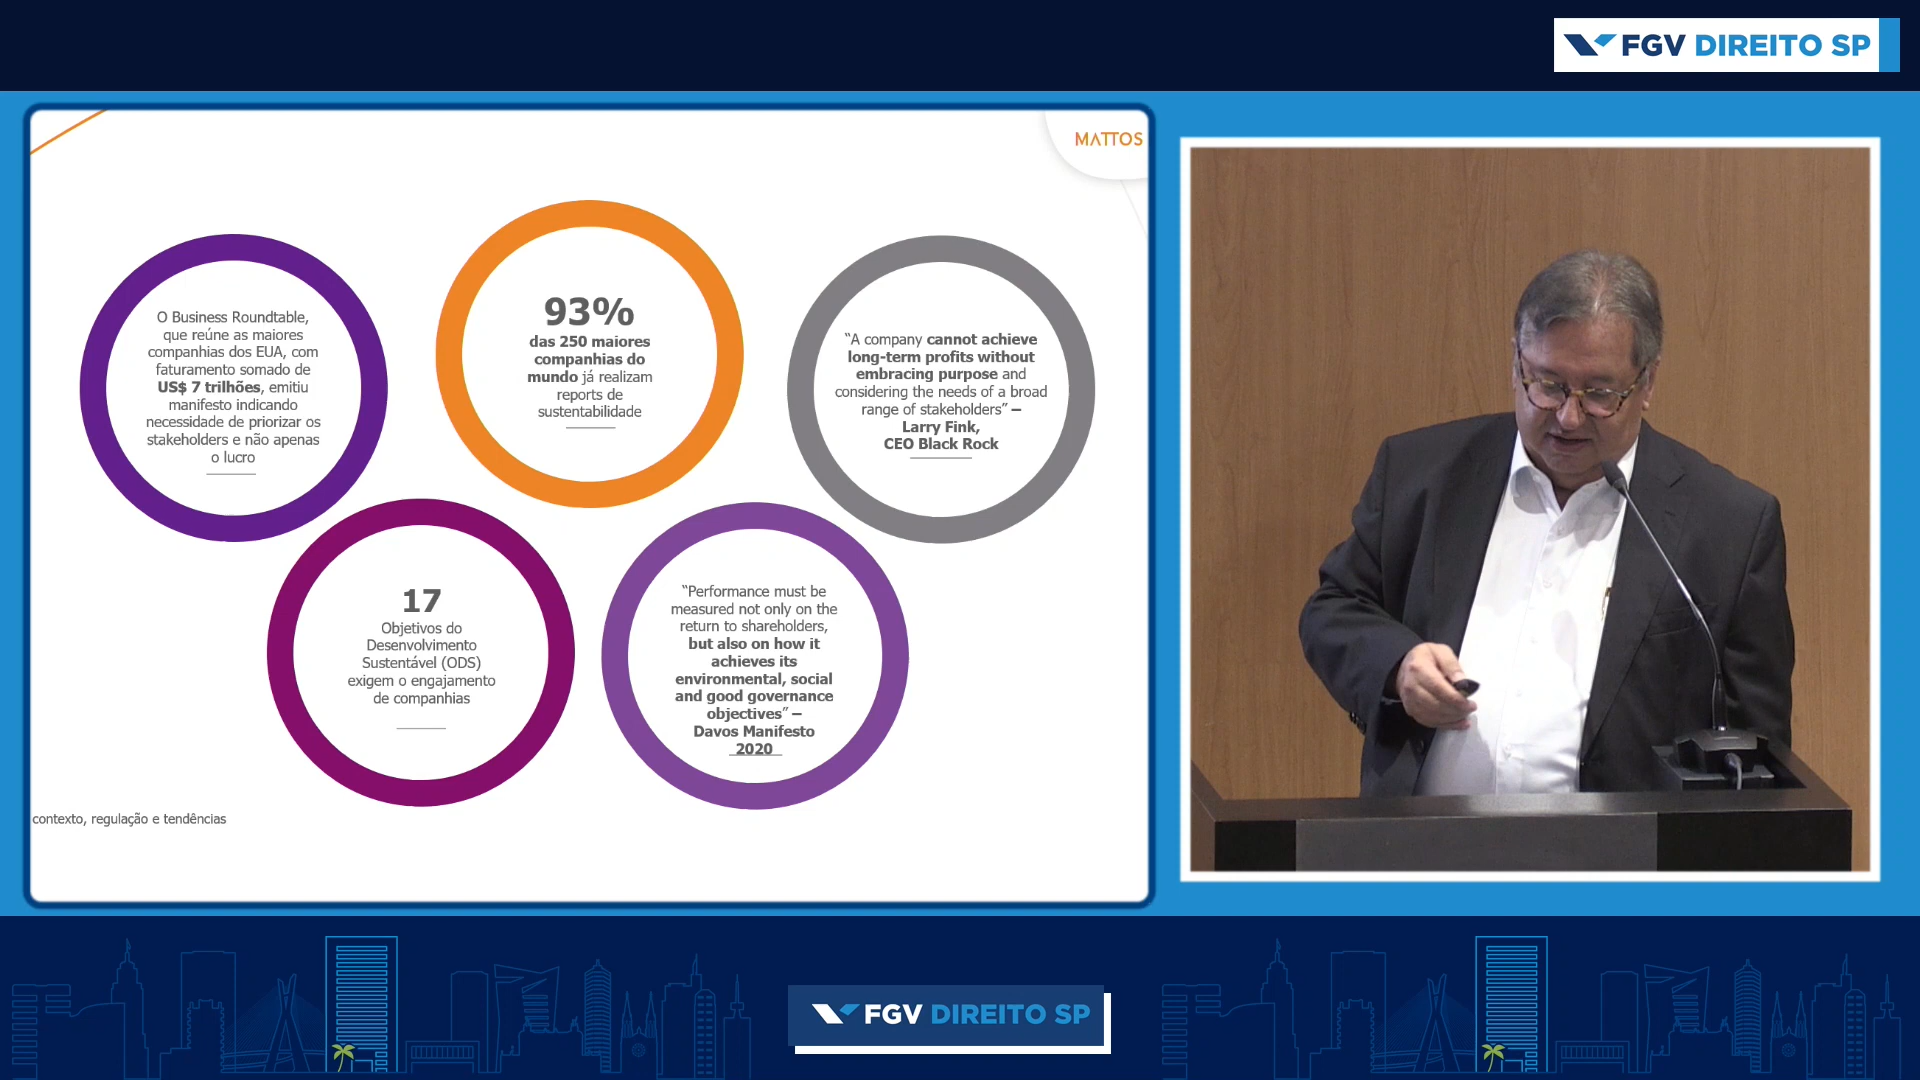 FGV DIREITO SP
MATTOS
O Business Roundtable,
que reúne as maiores
companhias dos EUA, com
faturamento somado de
US$ 7 trilhões, emitiu
manifesto indicando
necessidade de priorizar os
stakeholders e não apenas
o lucro
93%
das 250 maiores
companhias do
mundo já realizam
reports de
sustentabilidade
“A company cannot achieve
long-term profits without
embracing purpose and
considering the needs of a broad
range of stakeholders” –
Larry Fink,
CEO Black Rock
17
Objetivos do
Desenvolvimento
Sustentável (ODS)
exigem o engajamento
de companhias
“Performance must be
measured not only on the
return to shareholders,
but also on how it
achieves its
environmental, social
and good governance
objectives” –
Davos Manifesto
2020
contexto, regulação e tendências
FGV DIREITO SP